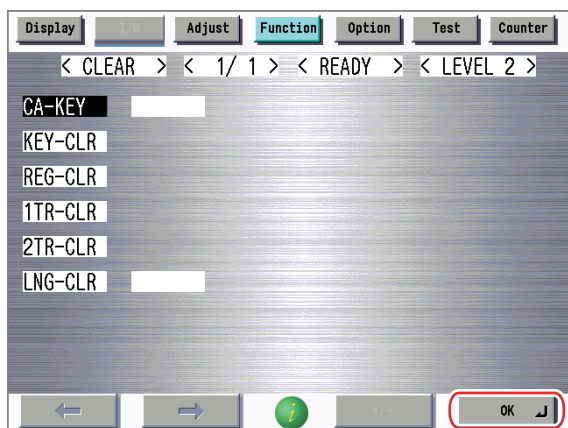 Display I/O Adjust Function Option Test Counter
< CLEAR > < 1/ 1 > < READY > < LEVEL 2 >
CA-KEY
KEY-CLR
REG-CLR
1TR-CLR
2TR-CLR
LNG-CLR
i +/- OK